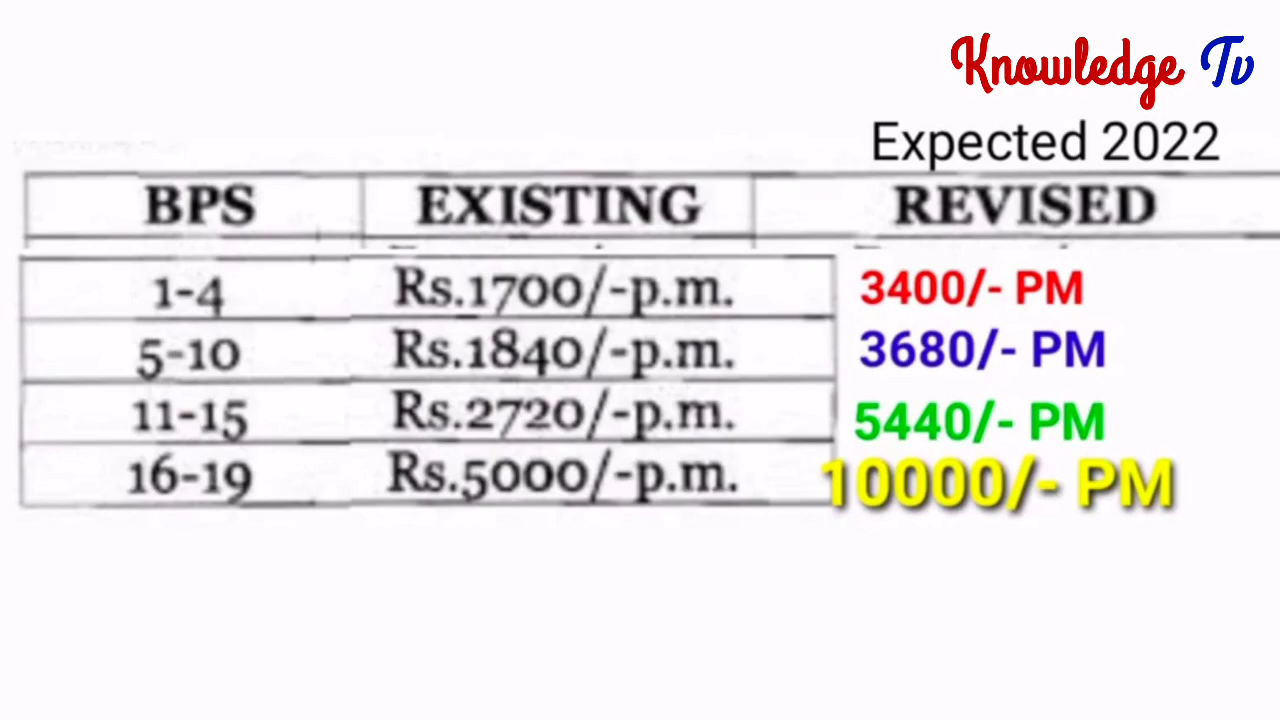 Knowledge Tv
Expected 2022
BPS EXISTING REVISED
1-4 Rs.1700/-p.m. 3400/- PM
5-10 Rs.1840/-p.m. 3680/- PM
11-15 Rs.2720/-p.m. 5440/- PM
16-19 Rs.5000/-p.m. 10000/- PM